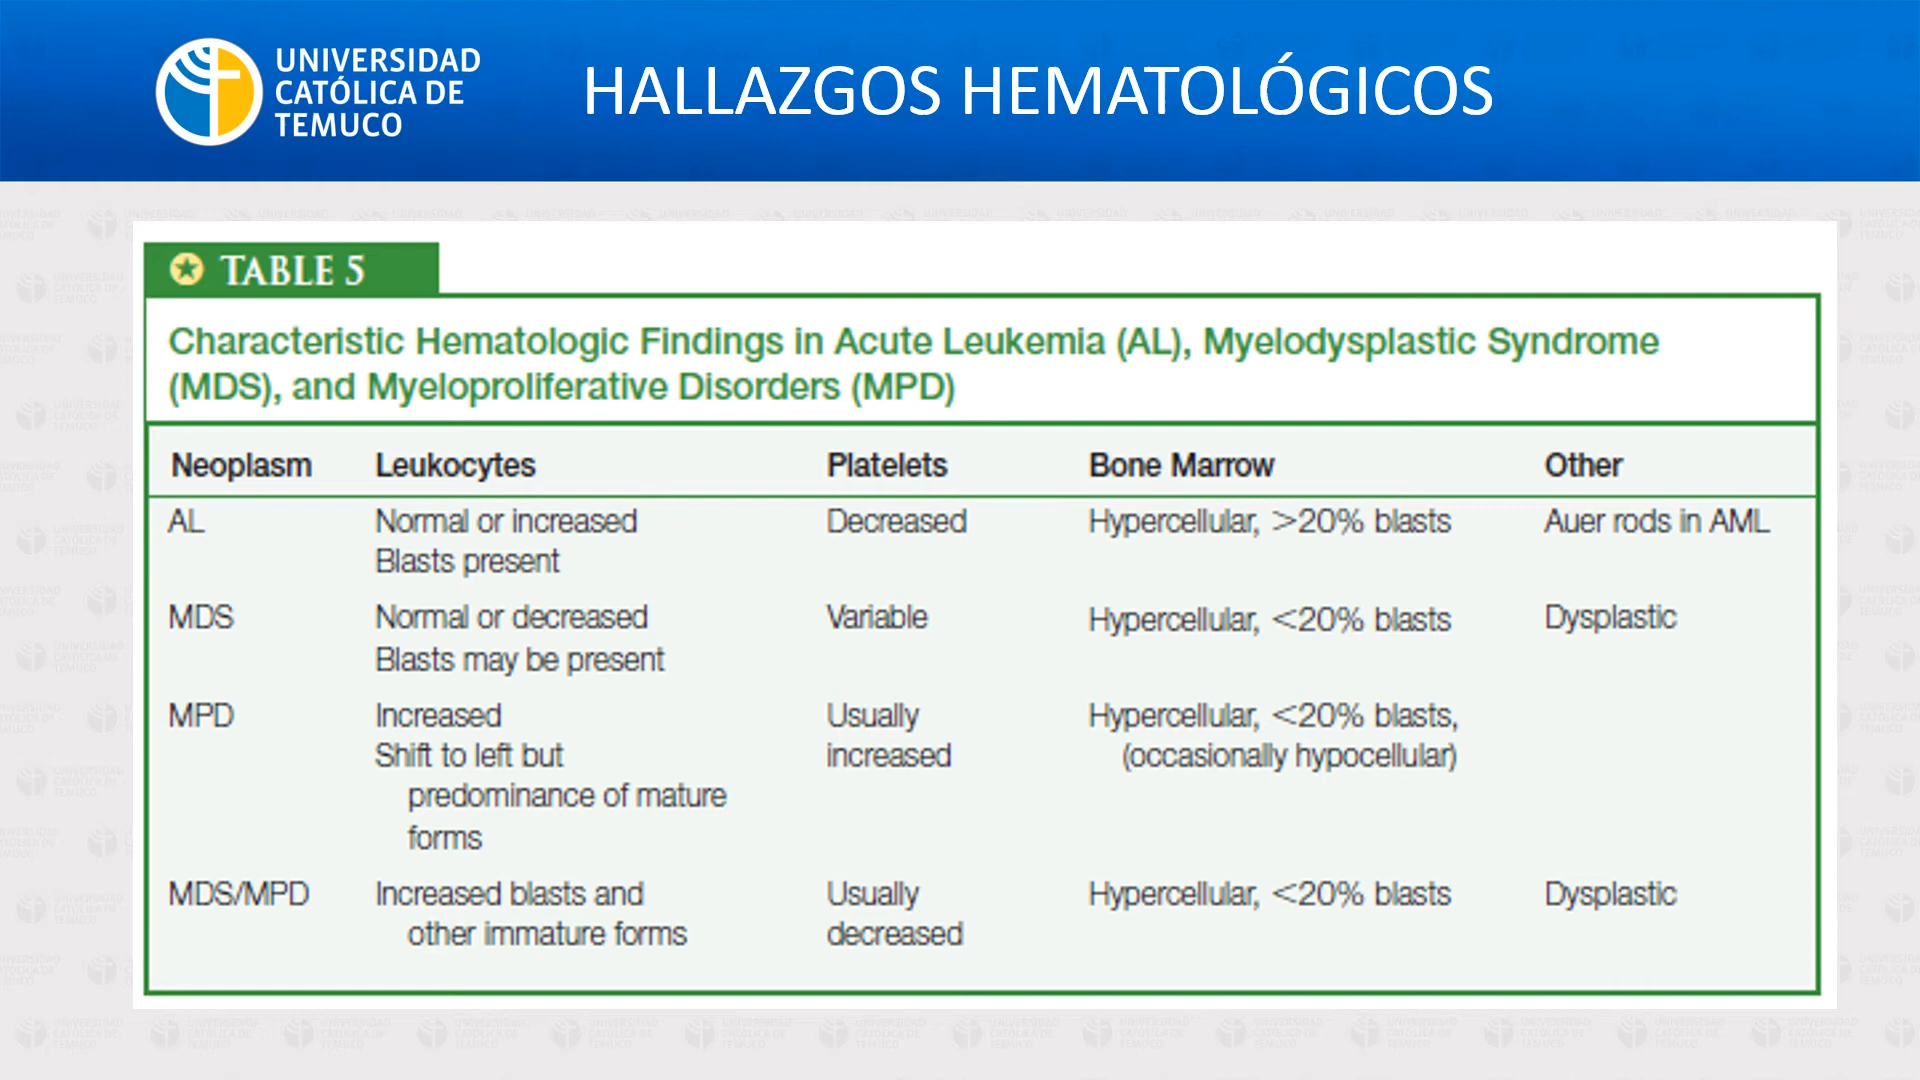 UNIVERSIDAD
CATÓLICA DE
TEMUCO
HALLAZGOS HEMATOLÓGICOS
TABLE 5
Characteristic Hematologic Findings in Acute Leukemia (AL), Myelodysplastic Syndrome
(MDS), and Myeloproliferative Disorders (MPD)
Neoplasm Leukocytes Platelets Bone Marrow Other
AL Normal or increased Decreased Hypercellular, >20% blasts Auer rods in AML
Blasts present
MDS Normal or decreased Variable Hypercellular, <20% blasts Dysplastic
Blasts may be present
MPD Increased Usually Hypercellular, <20% blasts,
Shift to left but increased (occasionally hypocellular)
predominance of mature
forms
MDS/MPD Increased blasts and Usually Hypercellular, <20% blasts Dysplastic
other immature forms decreased